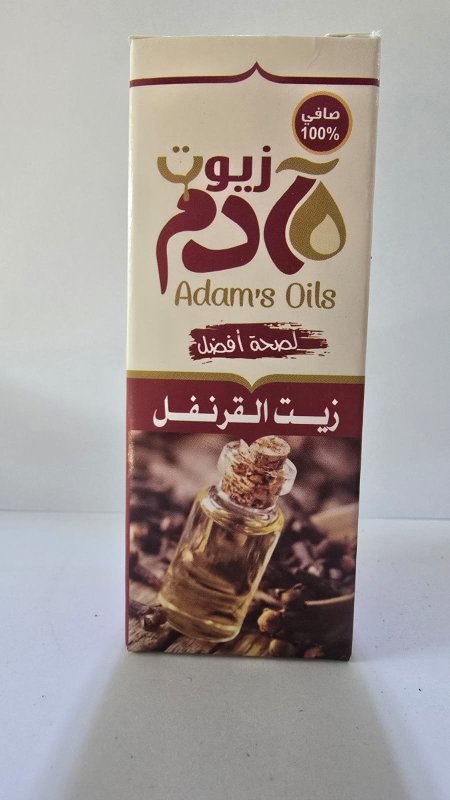 صافي
100%
زيوت
آدم
Adam's Oils
لصحة أفضل
زيت القرنفل